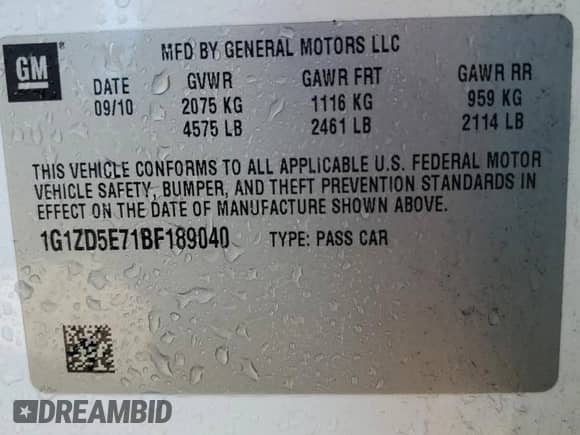 GM
MFD BY GENERAL MOTORS LLC
DATE GVWR GAWR FRT GAWR RR
09/10 2075 KG 1116 KG 959 KG
4575 LB 2461 LB 2114 LB
THIS VEHICLE CONFORMS TO ALL APPLICABLE U.S. FEDERAL MOTOR
VEHICLE SAFETY, BUMPER, AND THEFT PREVENTION STANDARDS IN
EFFECT ON THE DATE OF MANUFACTURE SHOWN ABOVE.
1G1ZD5E71BF189040 TYPE: PASS CAR
DREAMBID